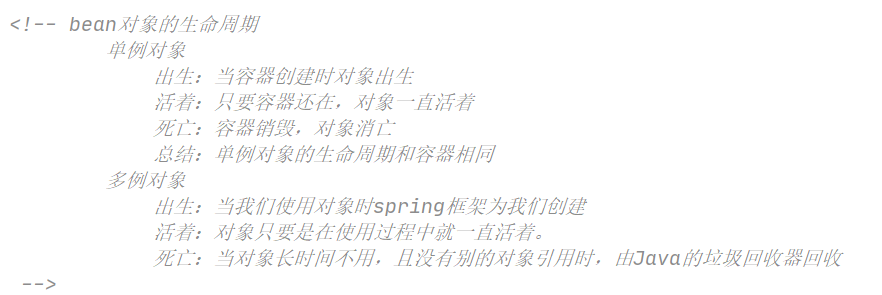 <!-- bean对象的生命周期
单例对象
出生：当容器创建时对象出生
活着：只要容器还在，对象一直活着
死亡：容器销毁，对象消亡
总结：单例对象的生命周期和容器相同
多例对象
出生：当我们使用对象时spring框架为我们创建
活着：对象只要是在使用过程中就一直活着。
死亡：当对象长时间不用，且没有别的对象引用时，由Java的垃圾回收器回收
-->